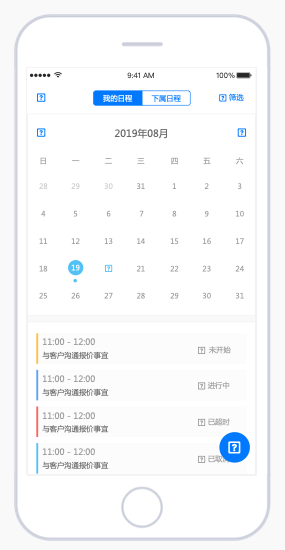 9:41 AM 100%
我的日程 下属日程 筛选
2019年08月
日 一 二 三 四 五 六
28 29 30 31 1 2 3
4 5 6 7 8 9 10
11 12 13 14 15 16 17
18 19 21 22 23 24
25 26 27 28 29 30 31
11:00 - 12:00
与客户沟通报价事宜
未开始
11:00 - 12:00
与客户沟通报价事宜
进行中
11:00 - 12:00
与客户沟通报价事宜
已超时
11:00 - 12:00
与客户沟通报价事宜
已取